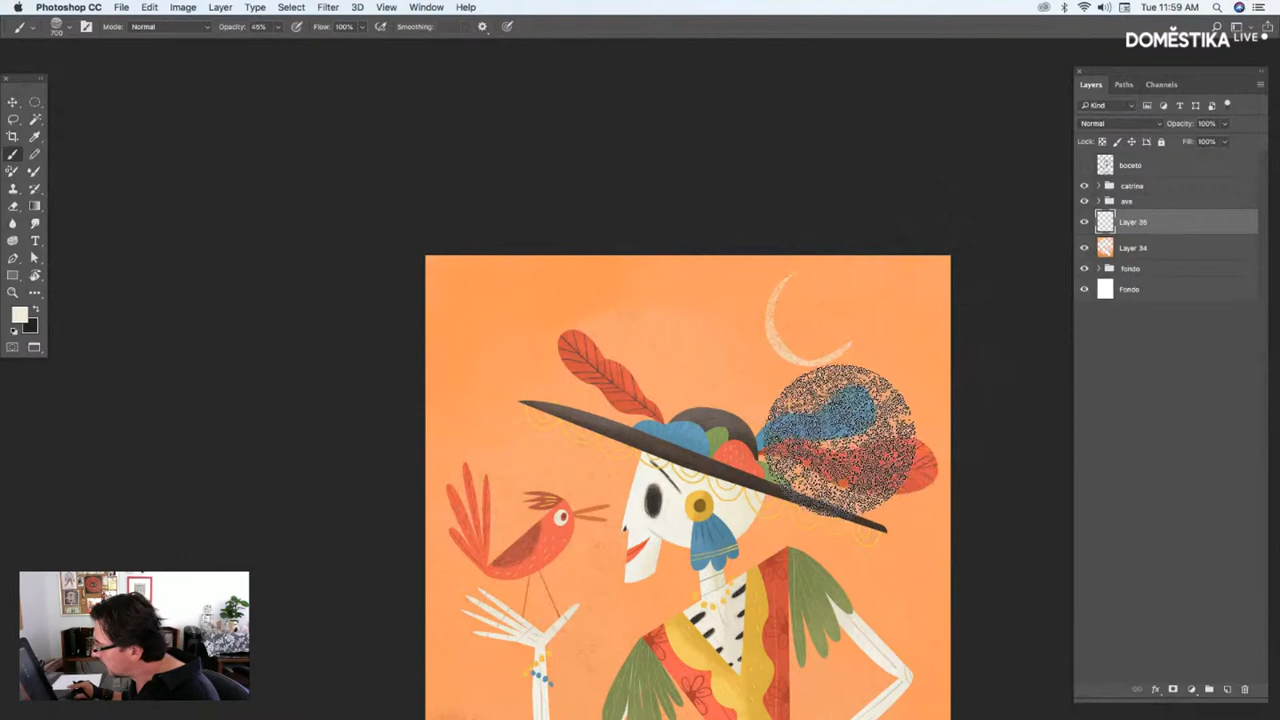 Photoshop CC File Edit Image Layer Type Select Filter 3D View Window Help
Tue 11:59 AM
700 Mode: Normal Opacity: 45% Flow: 100% Smoothing:
DOMESTIKA LIVE
Layers Paths Channels
Kind
Normal Opacity: 100%
Lock: Fill: 100%
boceto
catrina
ave
Layer 35
Layer 34
fondo
Fondo
fx